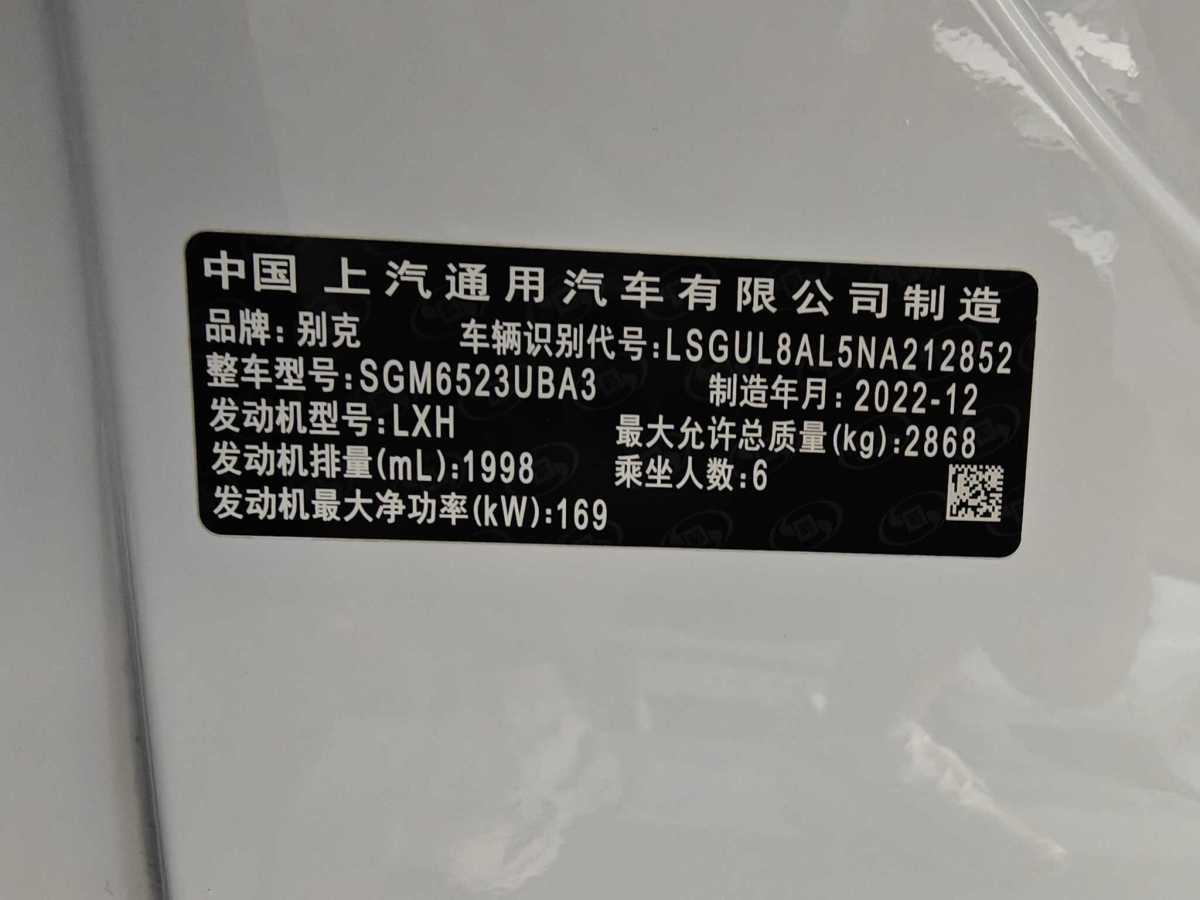 中国 上汽通用汽车有限公司制造
品牌：别克 车辆识别代号：LSGUL8AL5NA212852
整车型号：SGM6523UBA3 制造年月：2022-12
发动机型号：LXH 最大允许总质量(kg)：2868
发动机排量(mL)：1998 乘坐人数：6
发动机最大净功率(kW)：169